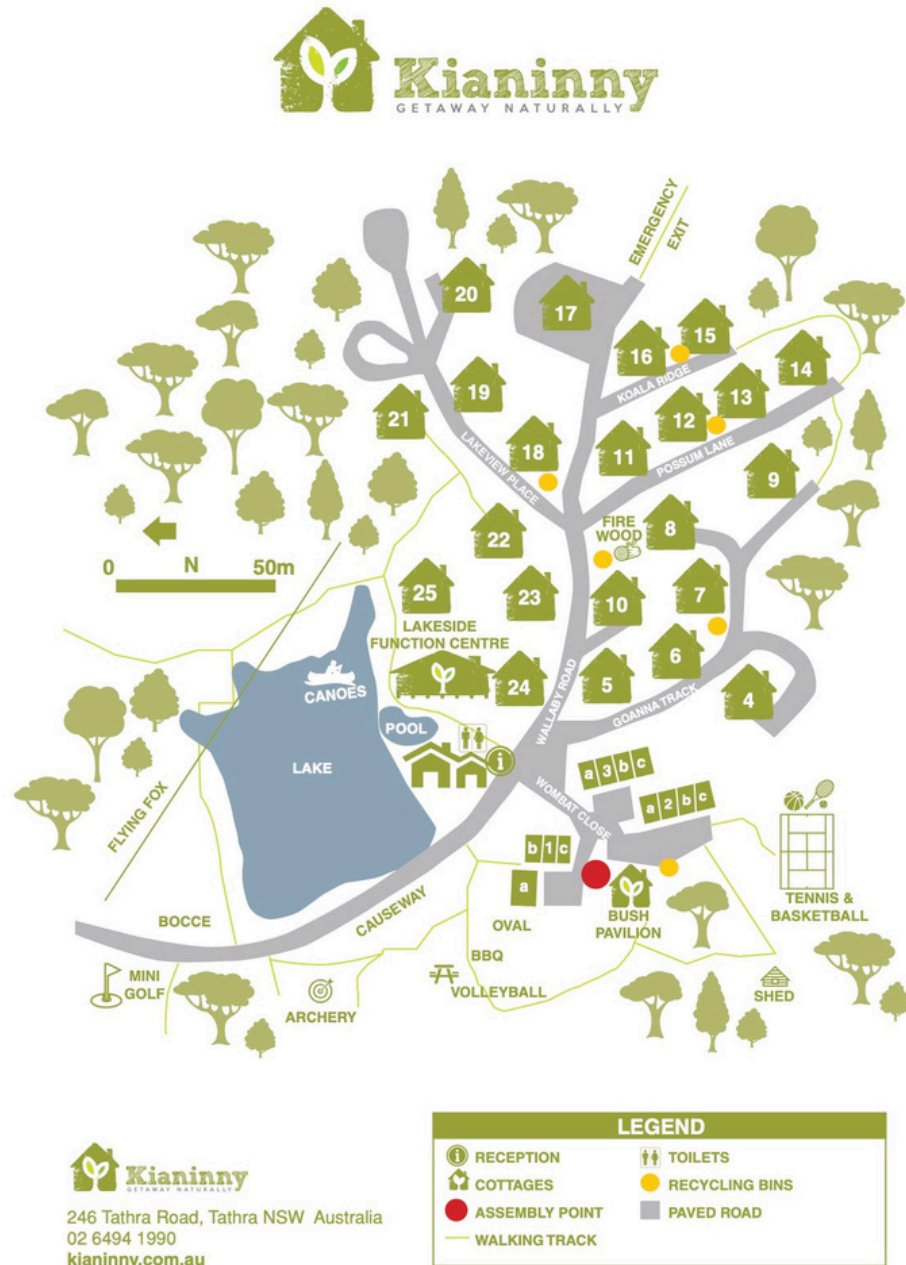 Kianinny
GETAWAY NATURALLY
EMERGENCY
EXIT
20
17
15
16
14
KOALA RIDGE
19
13
12
21
18
11
POSSUM LANE
LAKEVIEW PLACE
9
FIRE
WOOD
8
22
0 N 50m
25
23
10
7
LAKESIDE
FUNCTION CENTRE
6
24
5
4
CANOES
WALLABY ROAD
GOANNA TRACK
POOL
i
LAKE
a 3 b c
WOMBAT CLOSE
a 2 b c
FLYING FOX
b 1 c
a
TENNIS &
BASKETBALL
BUSH
PAVILION
CAUSEWAY
BOCCE
OVAL
BBQ
MINI
GOLF
VOLLEYBALL
SHED
ARCHERY
LEGEND
i RECEPTION
TOILETS
COTTAGES
RECYCLING BINS
ASSEMBLY POINT
PAVED ROAD
WALKING TRACK
Kianinny
GETAWAY NATURALLY
246 Tathra Road, Tathra NSW Australia
02 6494 1990
kianinny.com.au